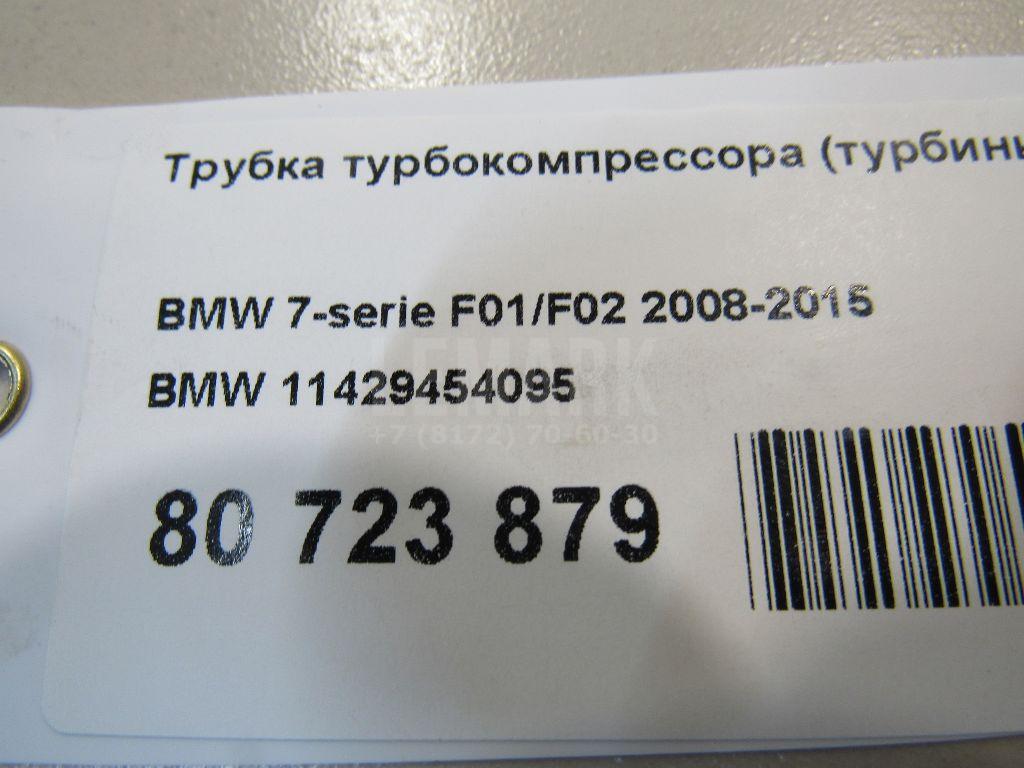 Трубка турбокомпрессора (турбины
BMW 7-serie F01/F02 2008-2015
BMW 11429454095
LEMARK
+7 (8172) 70-60-30
80 723 879